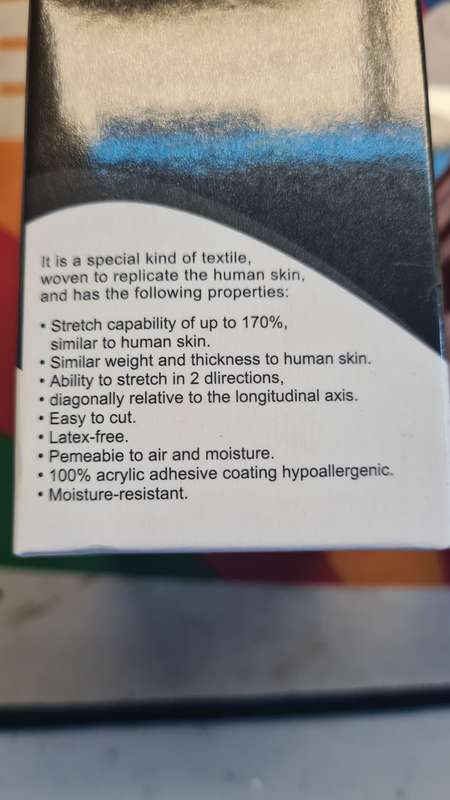 It is a special kind of textile,
woven to replicate the human skin,
and has the following properties:
• Stretch capability of up to 170%,
similar to human skin.
• Similar weight and thickness to human skin.
• Ability to stretch in 2 dlirections,
• diagonally relative to the longitudinal axis.
• Easy to cut.
• Latex-free.
• Pemeabie to air and moisture.
• 100% acrylic adhesive coating hypoallergenic.
• Moisture-resistant.